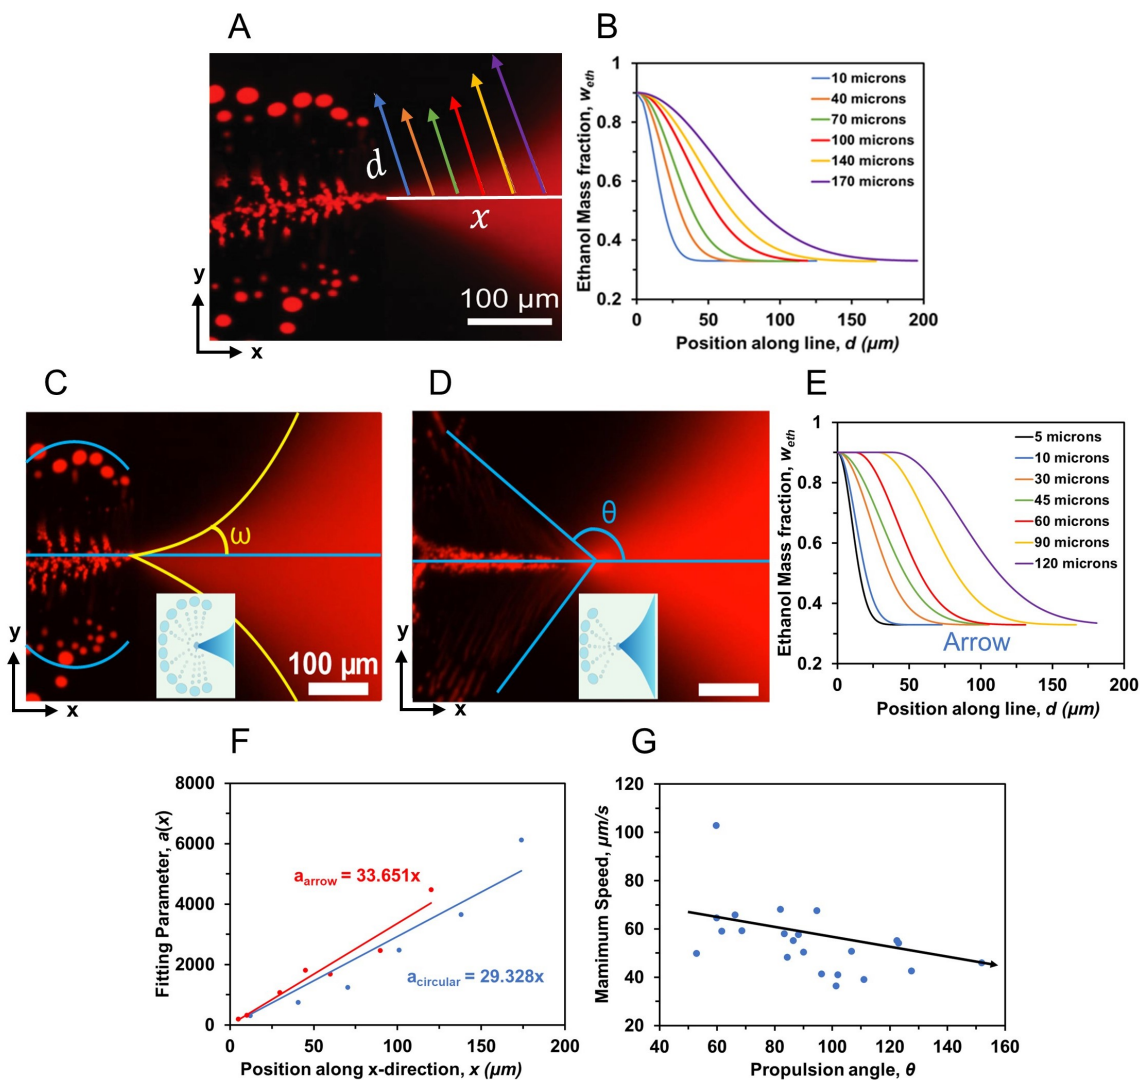 A
d
x
y
x
100 μm
B
Ethanol Mass fraction, weth
1
0.8
0.6
0.4
0.2
0
50
100
150
200
Position along line, d (μm)
10 microns
40 microns
70 microns
100 microns
140 microns
170 microns
C
ω
100 μm
y
x
D
θ
y
x
E
Ethanol Mass fraction, weth
1
0.8
0.6
0.4
0.2
0
50
100
150
200
Position along line, d (μm)
5 microns
10 microns
30 microns
45 microns
60 microns
90 microns
120 microns
Arrow
F
Fitting Parameter, a(x)
8000
6000
4000
2000
0
0
50
100
150
200
Position along x-direction, x (μm)
aarrow = 33.651x
acircular = 29.328x
G
Mamimum Speed, μm/s
120
100
80
60
40
20
40
60
80
100
120
140
160
Propulsion angle, θ